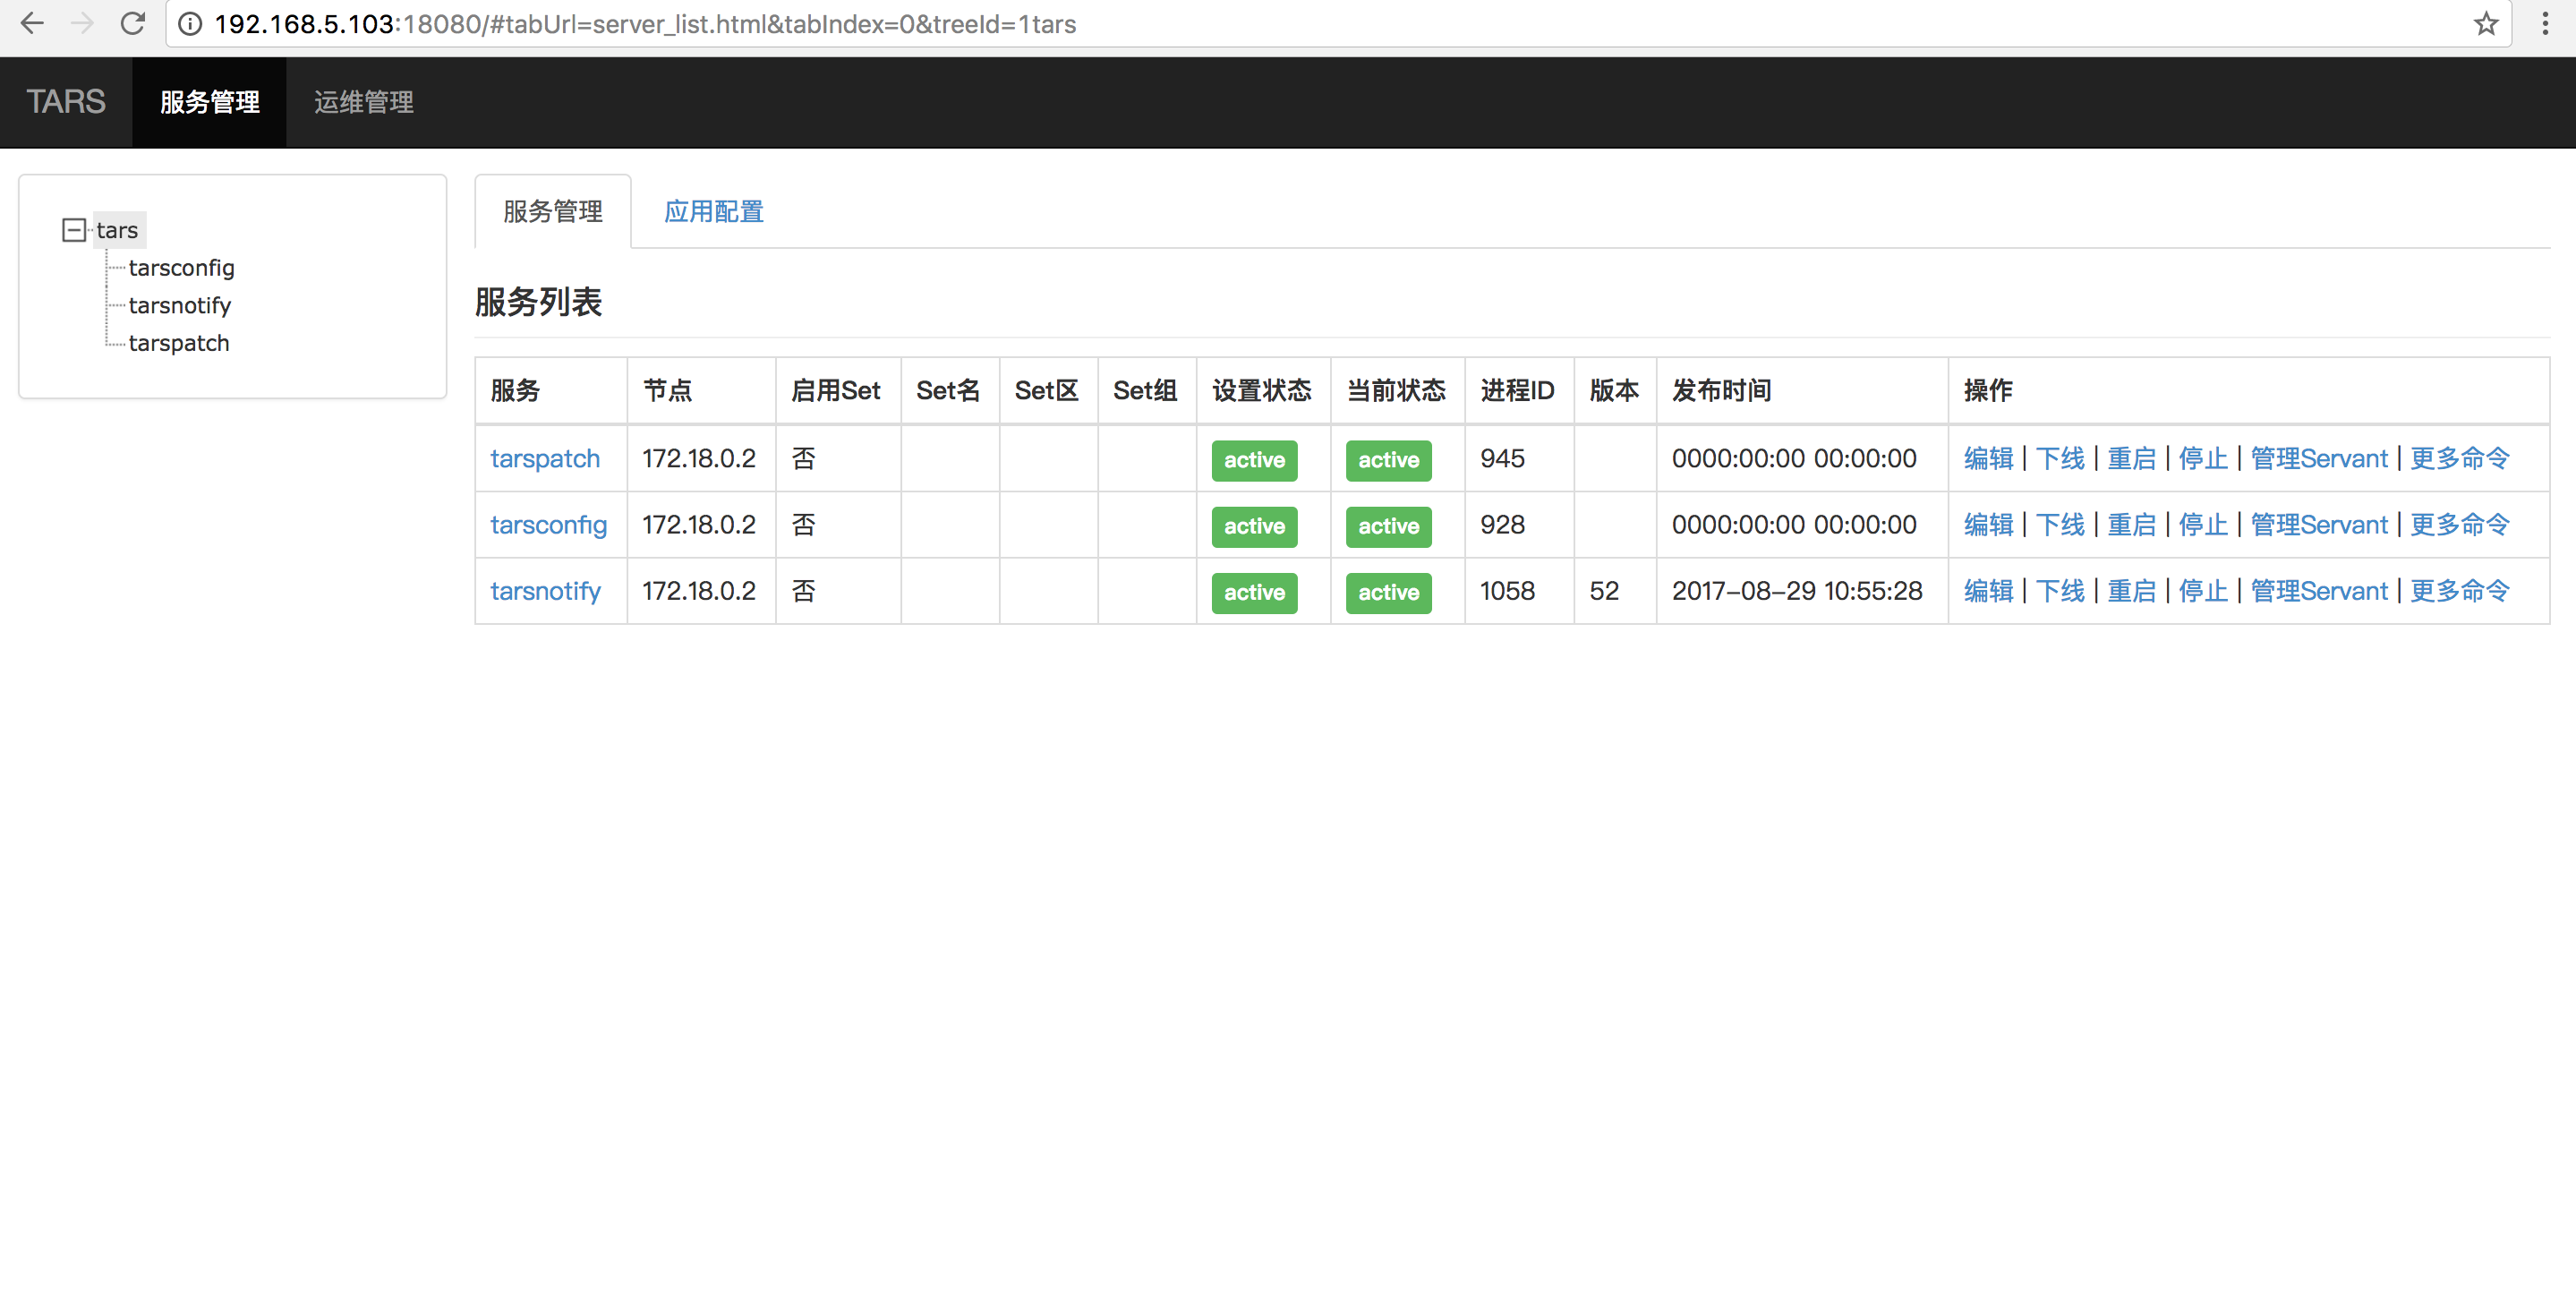 192.168.5.103:18080/#tabUrl=server_list.html&tabIndex=0&treeId=1tars
TARS 服务管理 运维管理
tars
tarsconfig
tarsnotify
tarspatch
服务管理 应用配置
服务列表
服务 节点 启用Set Set名 Set区 Set组 设置状态 当前状态 进程ID 版本 发布时间 操作
tarspatch 172.18.0.2 否 active active 945 0000:00:00 00:00:00 编辑 | 下线 | 重启 | 停止 | 管理Servant | 更多命令
tarsconfig 172.18.0.2 否 active active 928 0000:00:00 00:00:00 编辑 | 下线 | 重启 | 停止 | 管理Servant | 更多命令
tarsnotify 172.18.0.2 否 active active 1058 52 2017-08-29 10:55:28 编辑 | 下线 | 重启 | 停止 | 管理Servant | 更多命令